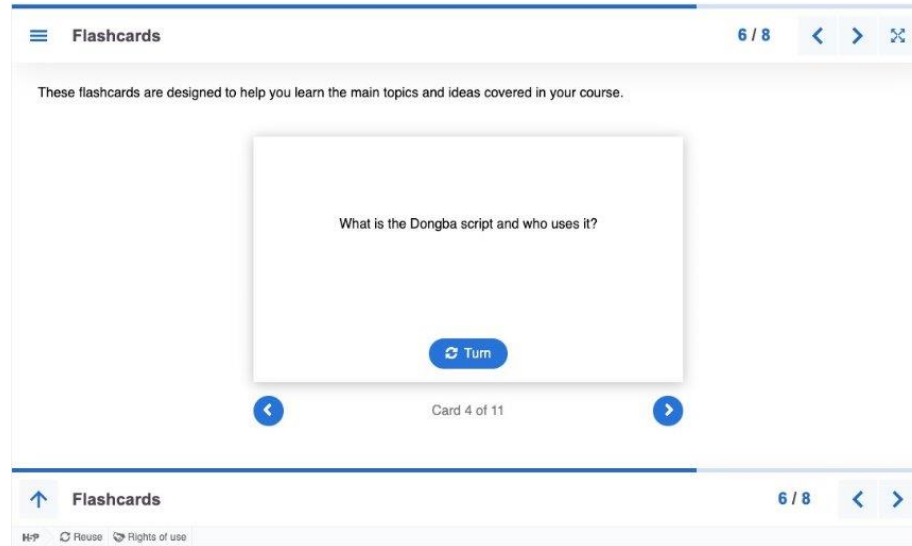 Flashcards
6 / 8
These flashcards are designed to help you learn the main topics and ideas covered in your course.
What is the Dongba script and who uses it?
Turn
Card 4 of 11
Flashcards
6 / 8
H-P Reuse Rights of use